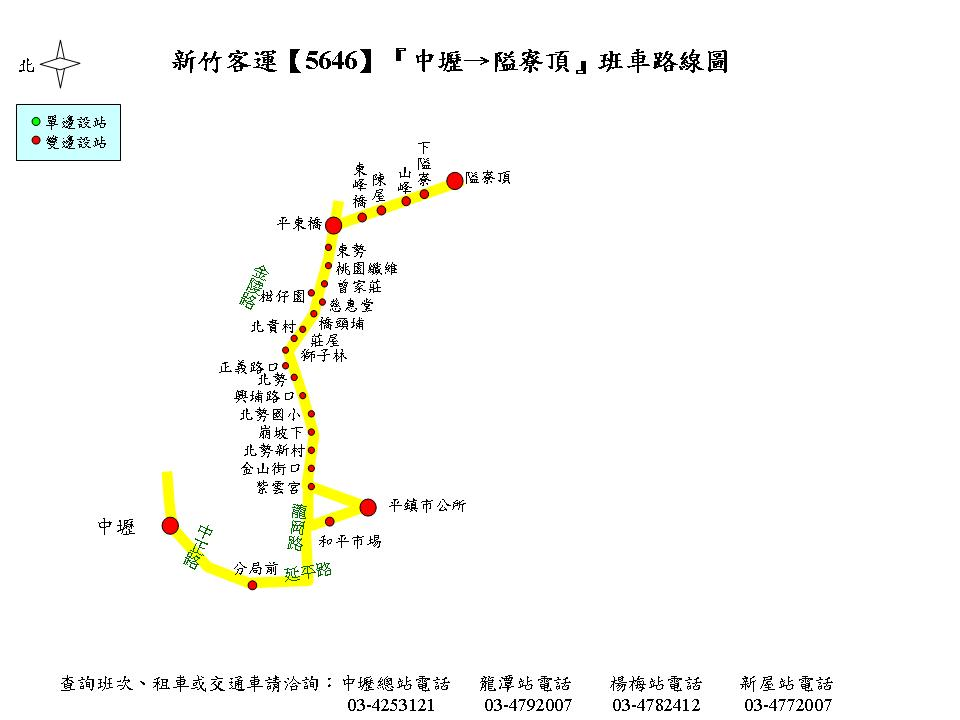 新竹客運【5646】『中壢→隘寮頂』班車路線圖
北
單邊設站
雙邊設站
下隘寮
東峰橋
陳屋
山峰
隘寮頂
平東橋
東勢
桃園纖維
金陵路
曾家莊
柑仔園
慈惠堂
橋頭埔
北貴村
莊屋
獅子林
正義路口
北勢
興埔路口
北勢國小
崩坡下
北勢新村
金山街口
紫雲宮
平鎮市公所
龍岡路
中壢
中正路
和平市場
分局前
延平路
查詢班次、租車或交通車請洽詢：中壢總站電話 龍潭站電話 楊梅站電話 新屋站電話
03-4253121 03-4792007 03-4782412 03-4772007